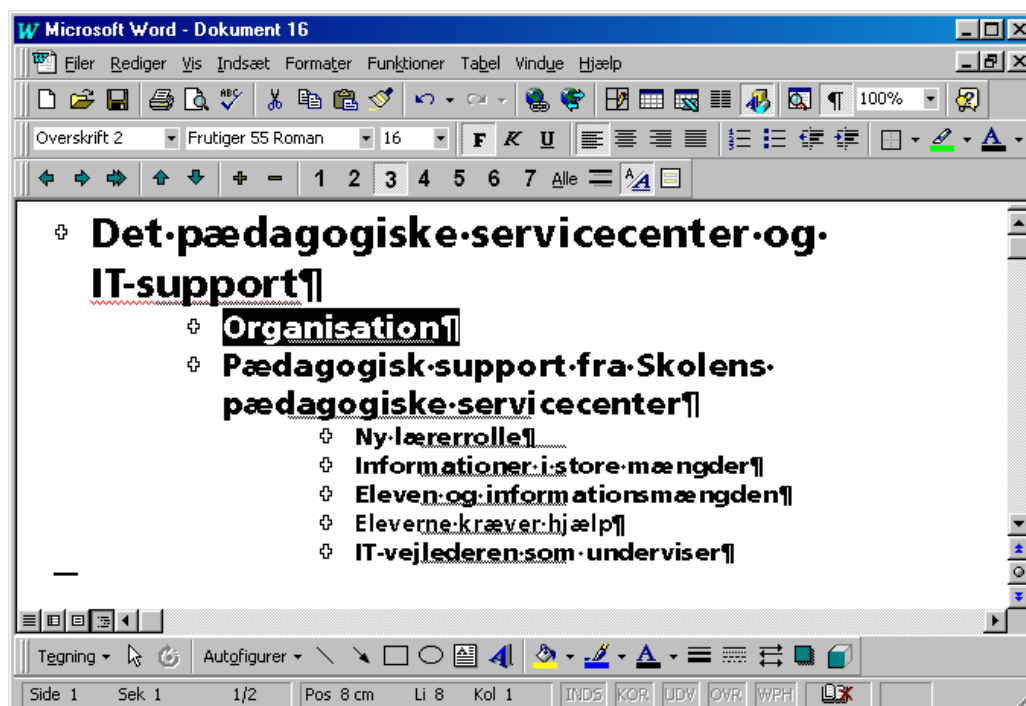 Microsoft Word - Dokument 16
Filer Rediger Vis Indsæt Formater Funktioner Tabel Vindue Hjælp
ABC ¶ 100%
Overskrift 2 Frutiger 55 Roman 16 F K U A
1 2 3 4 5 6 7 Alle A/A
Det·pædagogiske·servicecenter·og·
IT-support¶
Organisation¶
Pædagogisk·support·fra·Skolens·
pædagogiske·servicecenter¶
Ny·lærerrolle¶
Informationer·i·store·mængder¶
Eleven·og·informationsmængden¶
Eleverne·kræver·hjælp¶
IT-vejlederen·som·underviser¶
Tegning Autofigurer A A
Side 1 Sek 1 1/2 Pos 8 cm Li 8 Kol 1 INDS KOR UDV OVR WPH